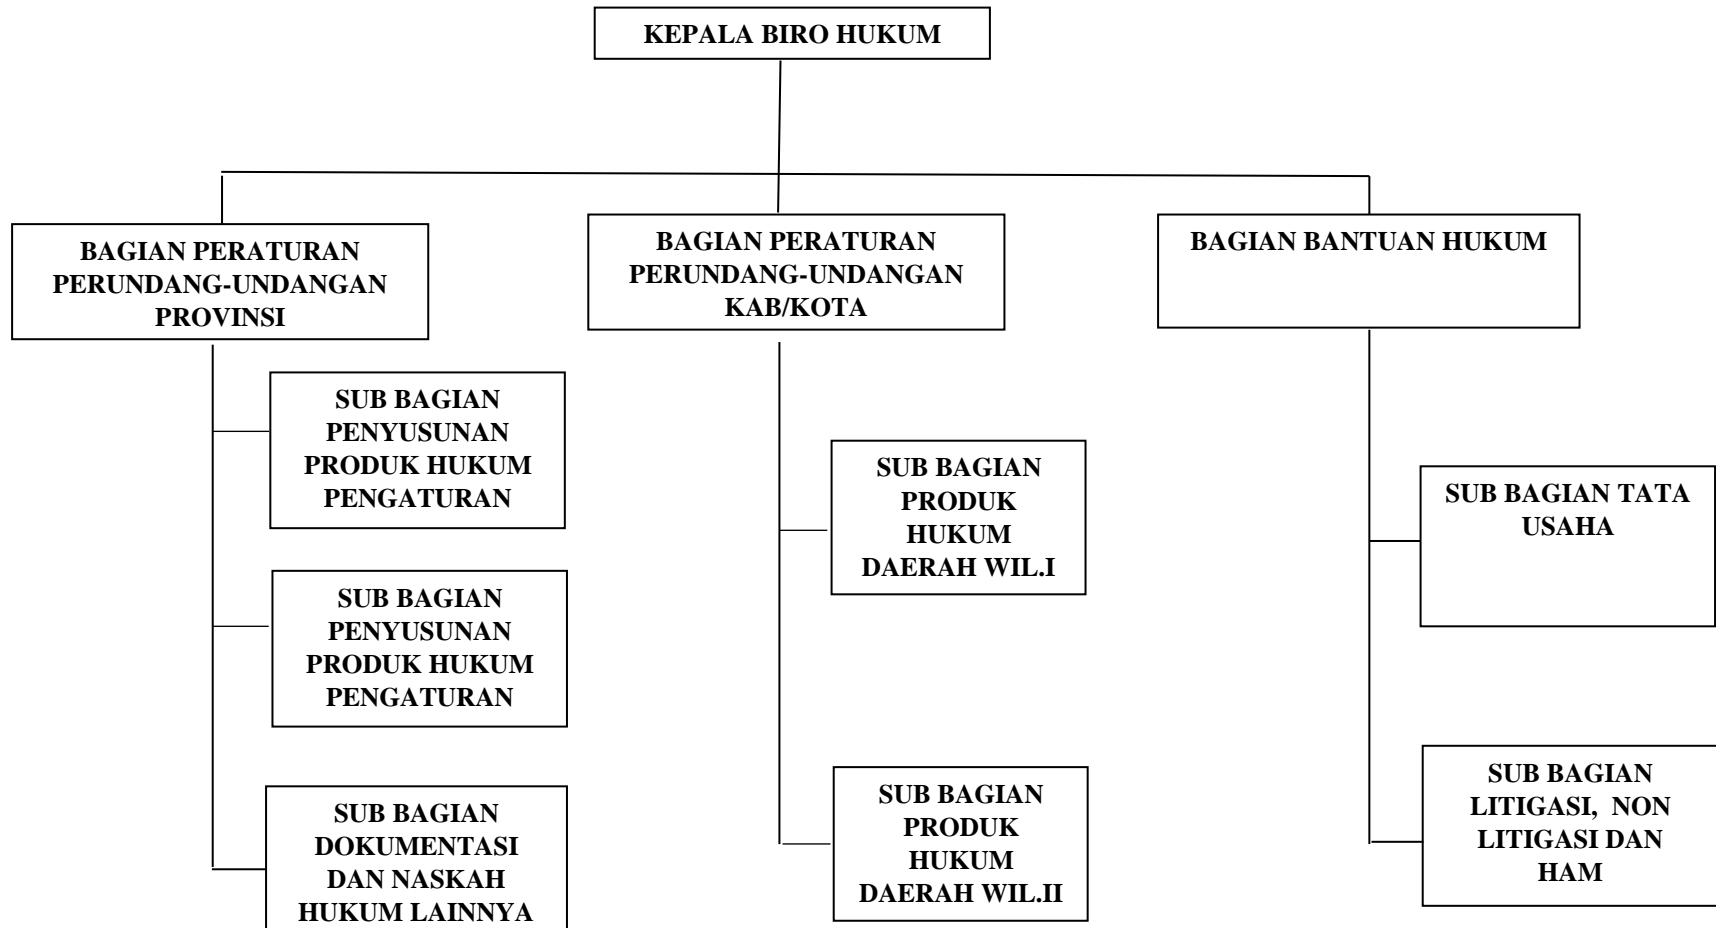 KEPALA BIRO HUKUM
BAGIAN PERATURAN
PERUNDANG-UNDANGAN
PROVINSI
BAGIAN PERATURAN
PERUNDANG-UNDANGAN
KAB/KOTA
BAGIAN BANTUAN HUKUM
SUB BAGIAN
PENYUSUNAN
PRODUK HUKUM
PENGATURAN
SUB BAGIAN
PENYUSUNAN
PRODUK HUKUM
PENGATURAN
SUB BAGIAN
DOKUMENTASI
DAN NASKAH
HUKUM LAINNYA
SUB BAGIAN
PRODUK
HUKUM
DAERAH WIL.I
SUB BAGIAN
PRODUK
HUKUM
DAERAH WIL.II
SUB BAGIAN TATA
USAHA
SUB BAGIAN
LITIGASI, NON
LITIGASI DAN
HAM